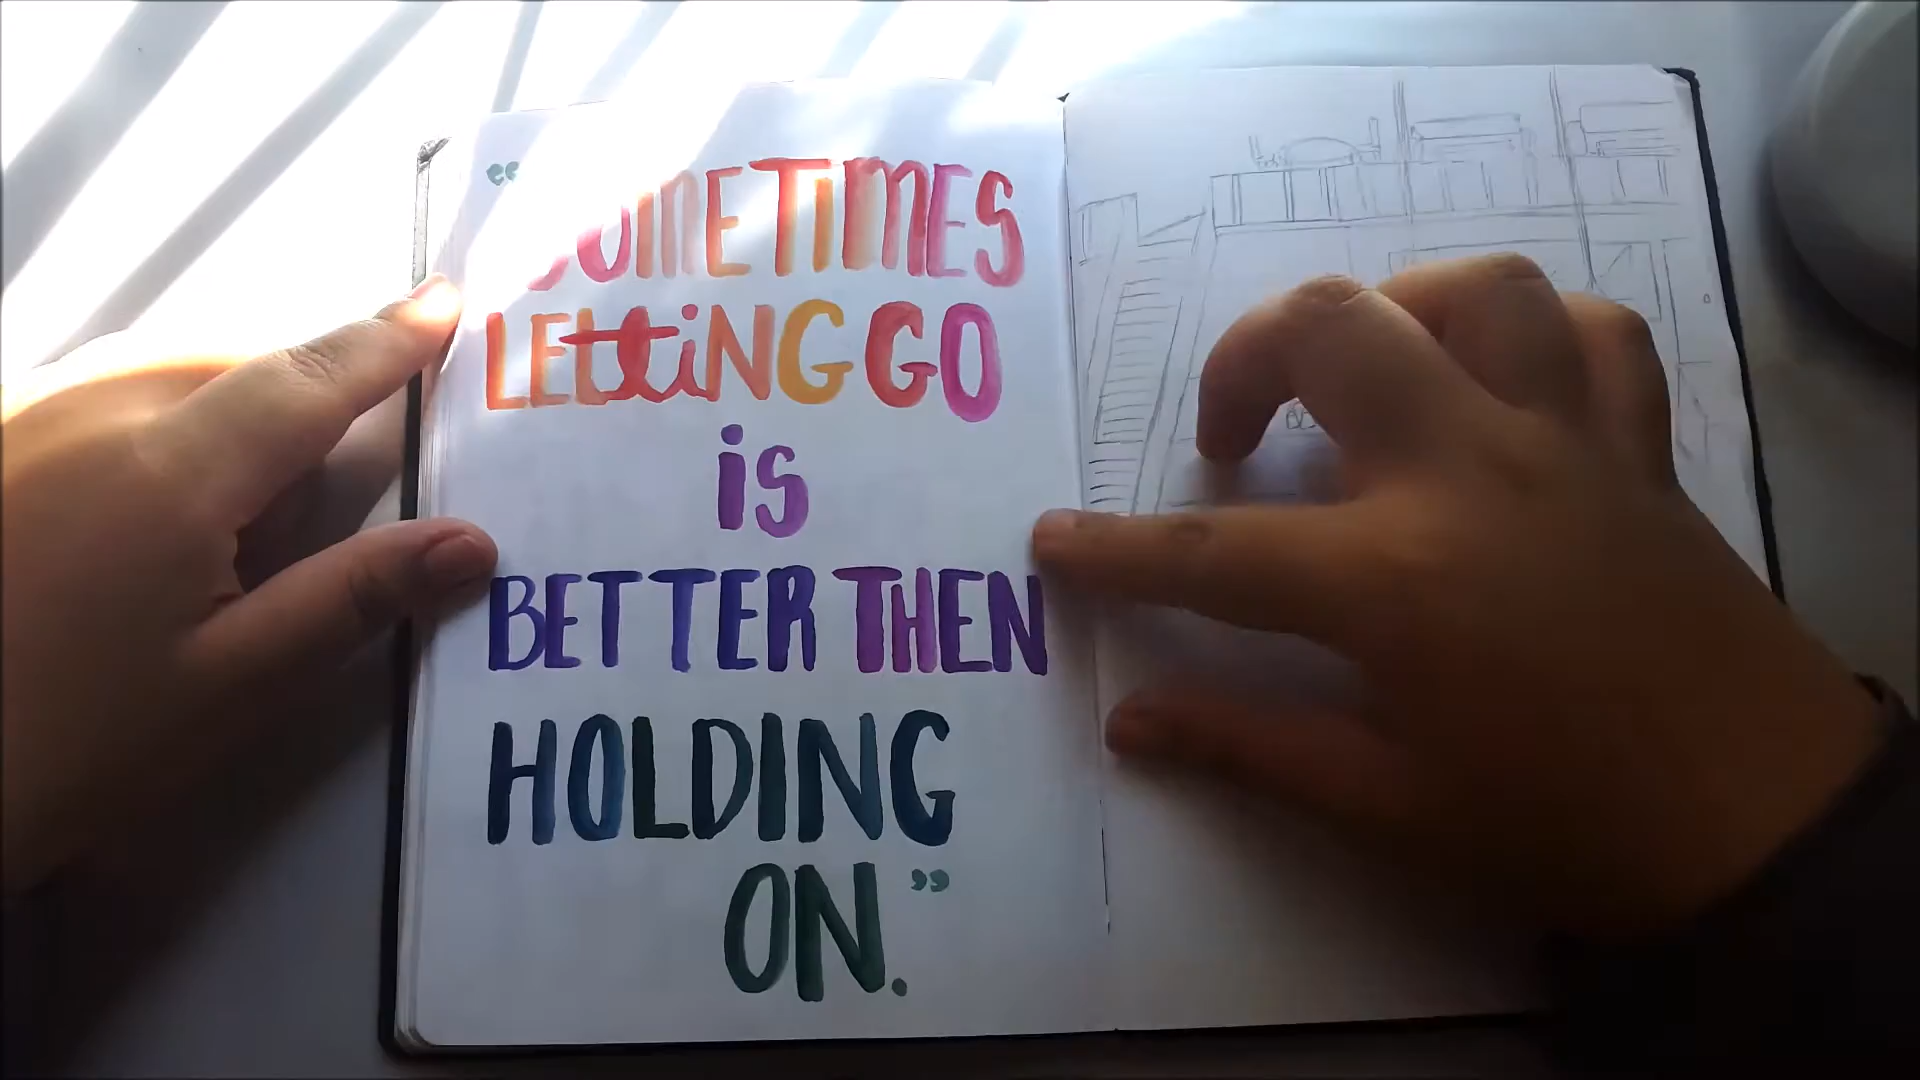 “SOMETIMES
LETTING GO
is
BETTER THEN
HOLDING
ON.”